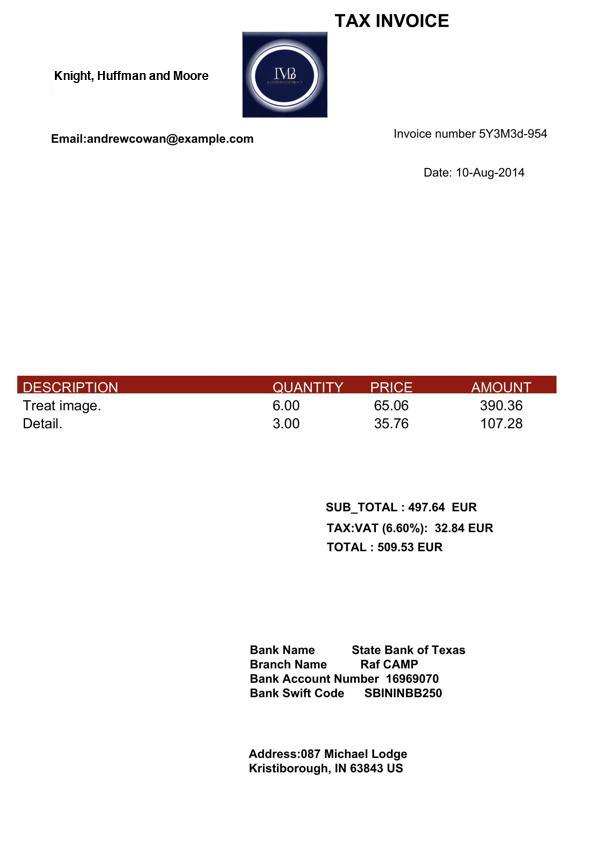 TAX INVOICE
Knight, Huffman and Moore
Email:andrewcowan@example.com
Invoice number 5Y3M3d-954
Date: 10-Aug-2014
DESCRIPTION QUANTITY PRICE AMOUNT
Treat image. 6.00 65.06 390.36
Detail. 3.00 35.76 107.28
SUB_TOTAL : 497.64 EUR
TAX:VAT (6.60%): 32.84 EUR
TOTAL : 509.53 EUR
Bank Name State Bank of Texas
Branch Name Raf CAMP
Bank Account Number 16969070
Bank Swift Code SBININBB250
Address:087 Michael Lodge
Kristiborough, IN 63843 US